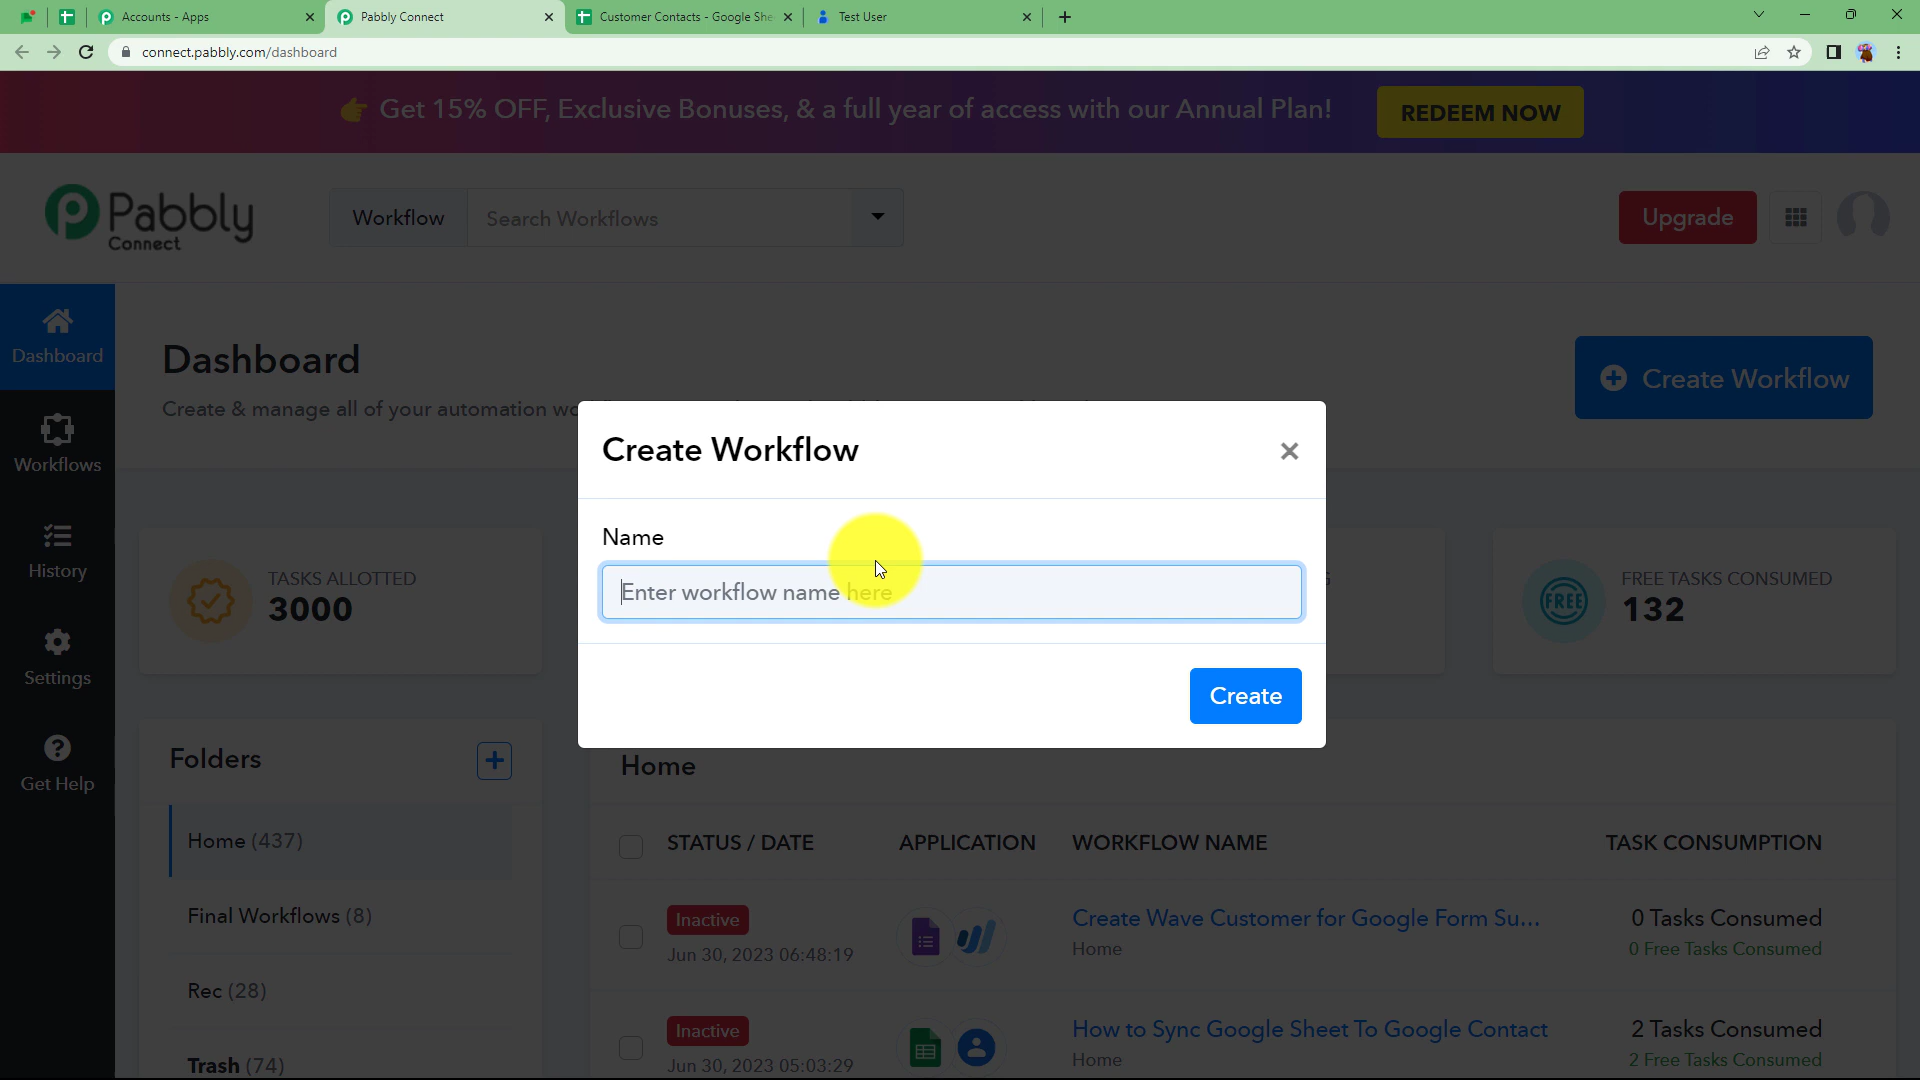 Accounts - Apps
Pabbly Connect
Customer Contacts - Google She
Test User
connect.pabbly.com/dashboard
Get 15% OFF, Exclusive Bonuses, & a full year of access with our Annual Plan!
REDEEM NOW
Pabbly
Connect
Workflow
Search Workflows
Upgrade
Dashboard
Workflows
History
Settings
Get Help
Dashboard
Create & manage all of your automation wo
Create Workflow
Create Workflow
Name
Enter workflow name here
Create
TASKS ALLOTTED
3000
FREE
FREE TASKS CONSUMED
132
Folders
Home (437)
Final Workflows (8)
Rec (28)
Trash (74)
Home
STATUS / DATE APPLICATION WORKFLOW NAME TASK CONSUMPTION
Inactive
Jun 30, 2023 06:48:19
Create Wave Customer for Google Form Su...
Home
0 Tasks Consumed
0 Free Tasks Consumed
Inactive
Jun 30, 2023 05:03:29
How to Sync Google Sheet To Google Contact
Home
2 Tasks Consumed
2 Free Tasks Consumed